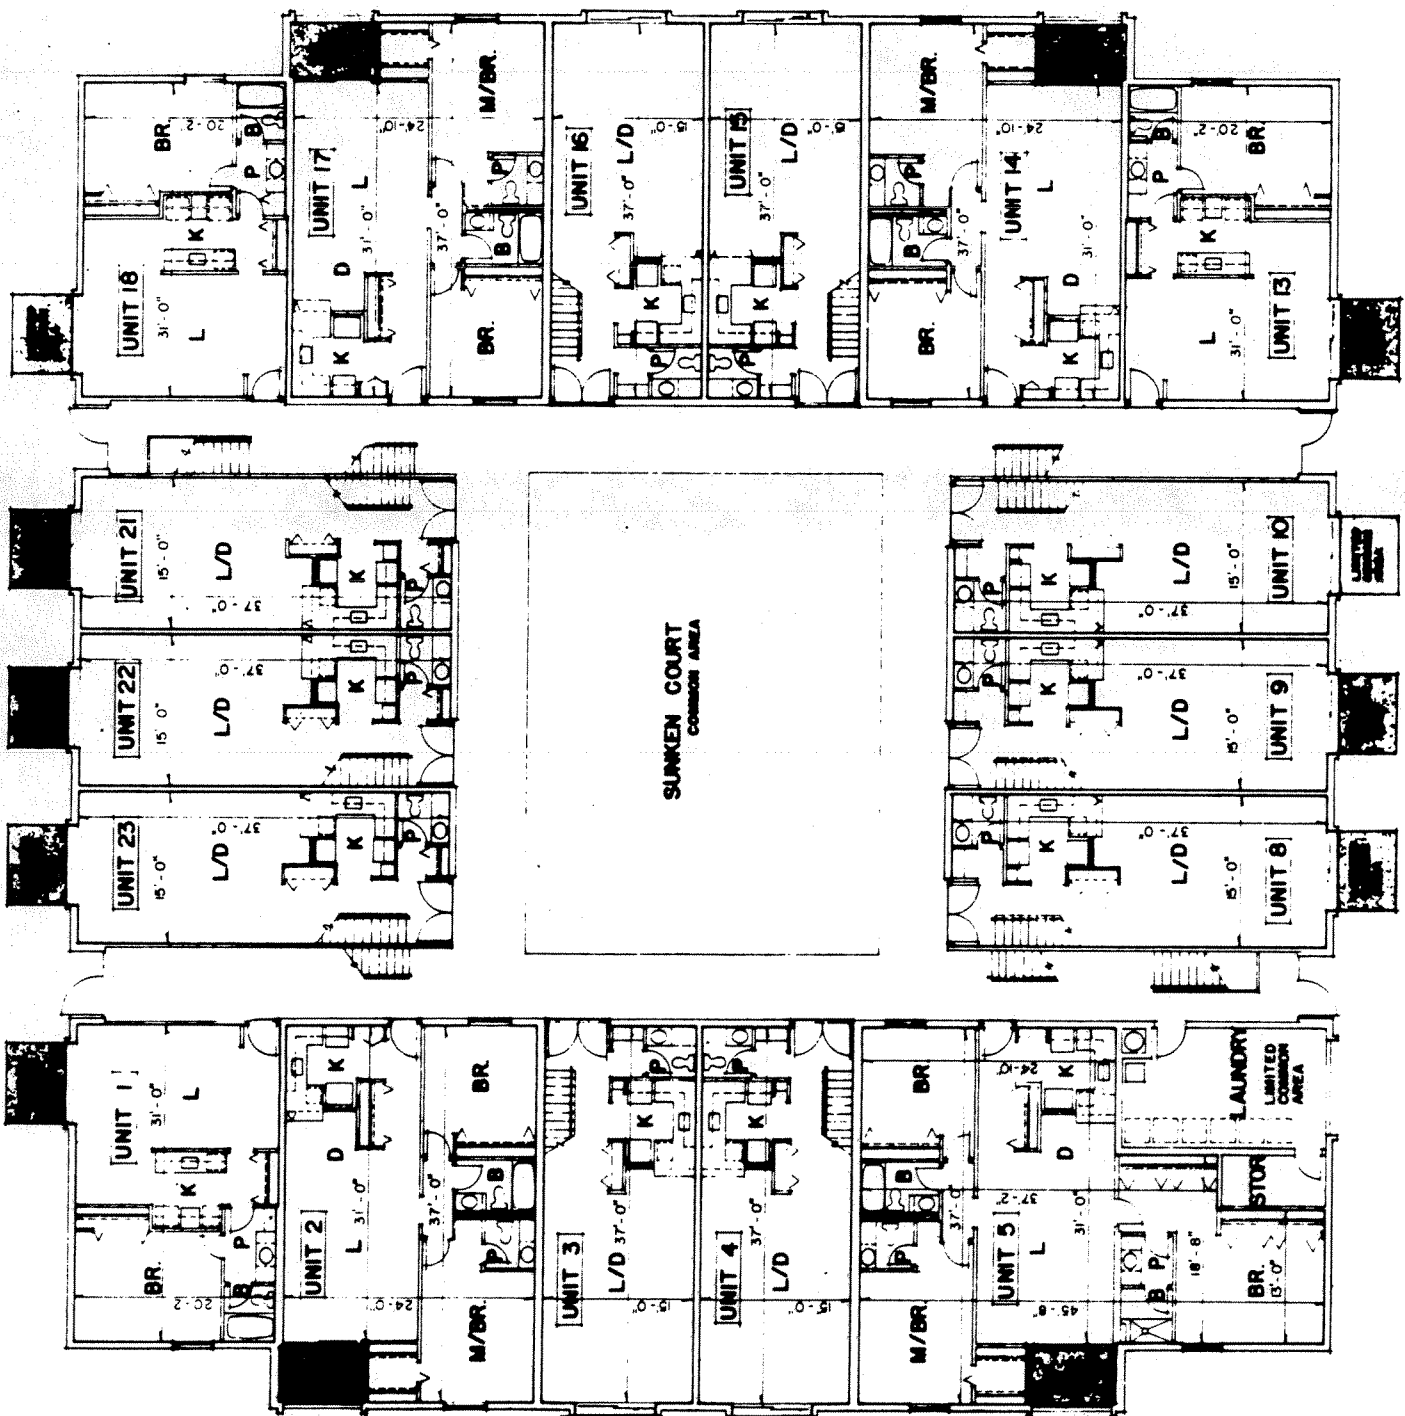 UNIT 18
31'-0"
L
K
BR.
20'-2"
B
P
UNIT 17
24'-10"
L
31'-0"
D
K
37'-0"
M/BR.
P
B
BR.
UNIT 16
L/D
37'-0"
15'-0"
K
P
UNIT 15
L/D
37'-0"
15'-0"
K
P
M/BR.
P
B
37'-0"
BR.
UNIT 14
24'-10"
L
31'-0"
D
K
UNIT 13
31'-0"
L
K
P
B
20'-2"
BR.
UNIT 21
15'-0"
L/D
37'-0"
K
P
UNIT 22
15'-0"
L/D
37'-0"
K
P
UNIT 23
15'-0"
L/D
37'-0"
K
P
SUNKEN COURT
COMMON AREA
UNIT 10
15'-0"
L/D
37'-0"
K
P
LIMITED
COMMON
AREA
UNIT 9
15'-0"
L/D
37'-0"
K
P
UNIT 8
15'-0"
L/D
37'-0"
K
P
UNIT 1
31'-0"
L
K
BR.
20'-2
B
P
UNIT 2
24'-0"
L
31'-0"
D
K
37'-0"
BR.
B
P
M/BR.
UNIT 3
L/D
37'-0"
15'-0"
K
P
UNIT 4
L/D
37'-0"
15'-0"
K
P
BR.
B
P
37'-0"
M/BR.
UNIT 5
24'-10"
K
D
37'-2"
31'-0"
L
45'-8"
B
P
18'-8"
BR.
13'-0"
LAUNDRY
LIMITED
COMMON
AREA
STOR